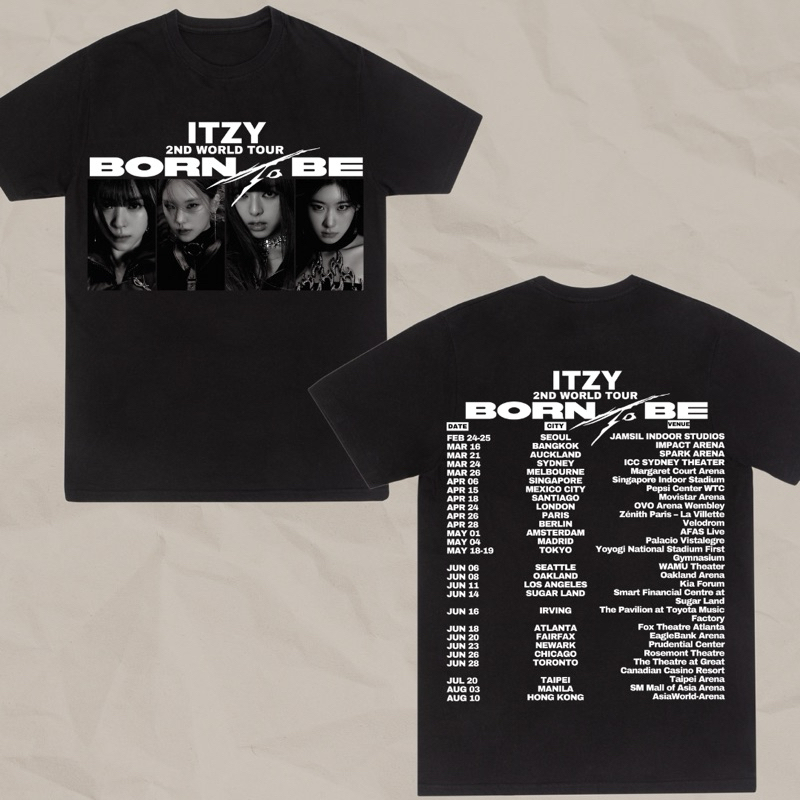 ITZY
2ND WORLD TOUR
BORN To BE
ITZY
2ND WORLD TOUR
BORN To BE
DATE CITY VENUE
FEB 24-25 SEOUL JAMSIL INDOOR STUDIOS
MAR 16 BANGKOK IMPACT ARENA
MAR 21 AUCKLAND SPARK ARENA
MAR 24 SYDNEY ICC SYDNEY THEATER
MAR 26 MELBOURNE Margaret Court Arena
APR 06 SINGAPORE Singapore Indoor Stadium
APR 15 MEXICO CITY Pepsi Center WTC
APR 18 SANTIAGO Movistar Arena
APR 24 LONDON OVO Arena Wembley
APR 26 PARIS Zénith Paris – La Villette
APR 28 BERLIN Velodrom
MAY 01 AMSTERDAM AFAS Live
MAY 04 MADRID Palacio Vistalegre
MAY 18-19 TOKYO Yoyogi National Stadium First
Gymnasium
JUN 06 SEATTLE WAMU Theater
JUN 08 OAKLAND Oakland Arena
JUN 11 LOS ANGELES Kia Forum
JUN 14 SUGAR LAND Smart Financial Centre at
Sugar Land
JUN 16 IRVING The Pavilion at Toyota Music
Factory
JUN 18 ATLANTA Fox Theatre Atlanta
JUN 20 FAIRFAX EagleBank Arena
JUN 23 NEWARK Prudential Center
JUN 26 CHICAGO Rosemont Theatre
JUN 28 TORONTO The Theatre at Great
Canadian Casino Resort
JUL 20 TAIPEI Taipei Arena
AUG 03 MANILA SM Mall of Asia Arena
AUG 10 HONG KONG AsiaWorld-Arena